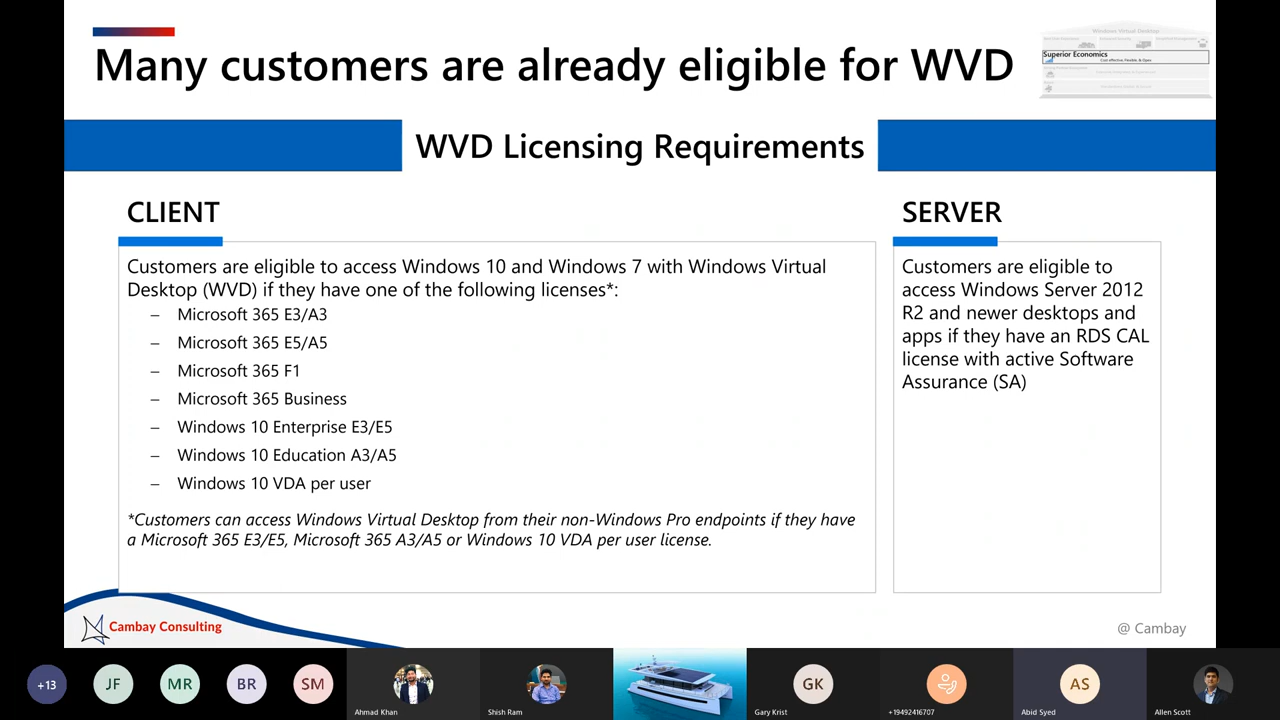 Many customers are already eligible for WVD
Windows Virtual Desktop
Superior Economics
Cost effective, Flexible, & Open
WVD Licensing Requirements
CLIENT
Customers are eligible to access Windows 10 and Windows 7 with Windows Virtual
Desktop (WVD) if they have one of the following licenses*:
– Microsoft 365 E3/A3
– Microsoft 365 E5/A5
– Microsoft 365 F1
– Microsoft 365 Business
– Windows 10 Enterprise E3/E5
– Windows 10 Education A3/A5
– Windows 10 VDA per user
*Customers can access Windows Virtual Desktop from their non-Windows Pro endpoints if they have
a Microsoft 365 E3/E5, Microsoft 365 A3/A5 or Windows 10 VDA per user license.
SERVER
Customers are eligible to
access Windows Server 2012
R2 and newer desktops and
apps if they have an RDS CAL
license with active Software
Assurance (SA)
Cambay Consulting
@ Cambay
+13
JF
MR
BR
SM
Ahmad Khan
Shish Ram
GK
Gary Krist
+19492416707
AS
Abid Syed
Allen Scott